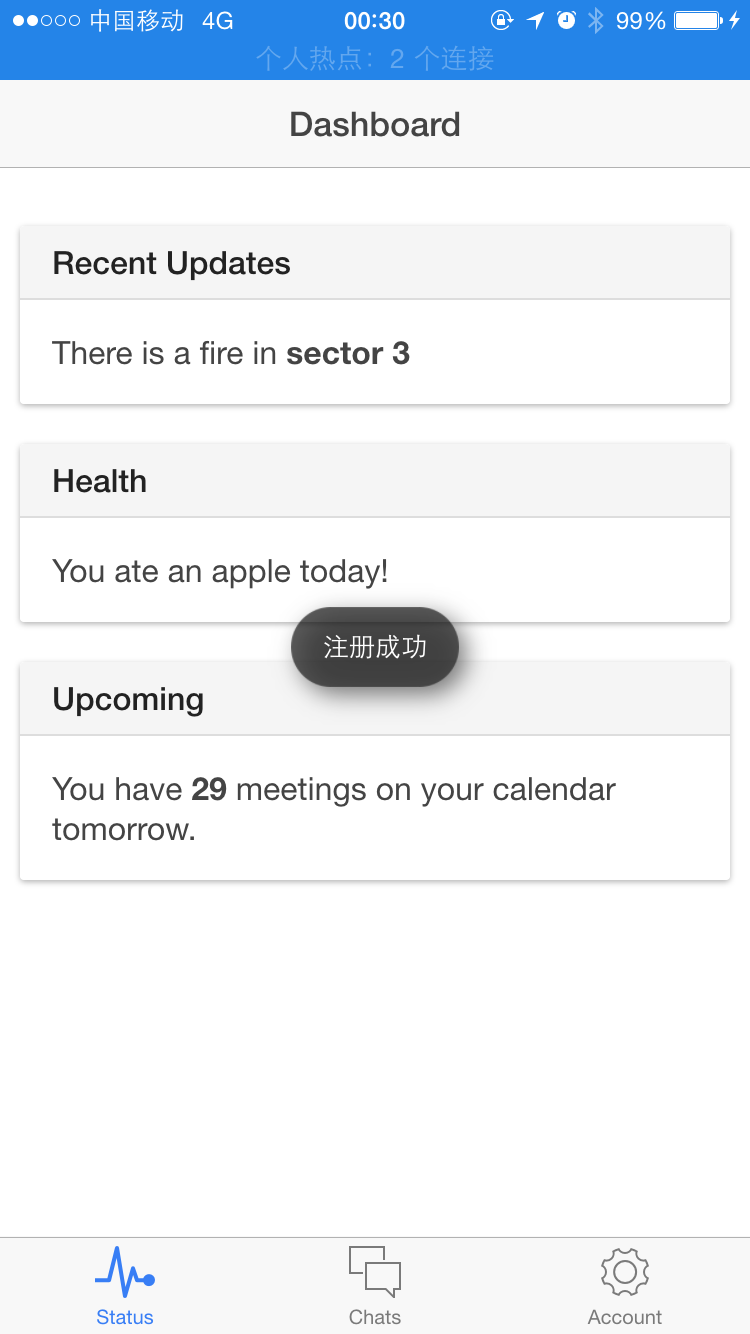 中国移动 4G 00:30 99%
个人热点：2 个连接
Dashboard
Recent Updates
There is a fire in sector 3
Health
You ate an apple today!
注册成功
Upcoming
You have 29 meetings on your calendar
tomorrow.
Status Chats Account